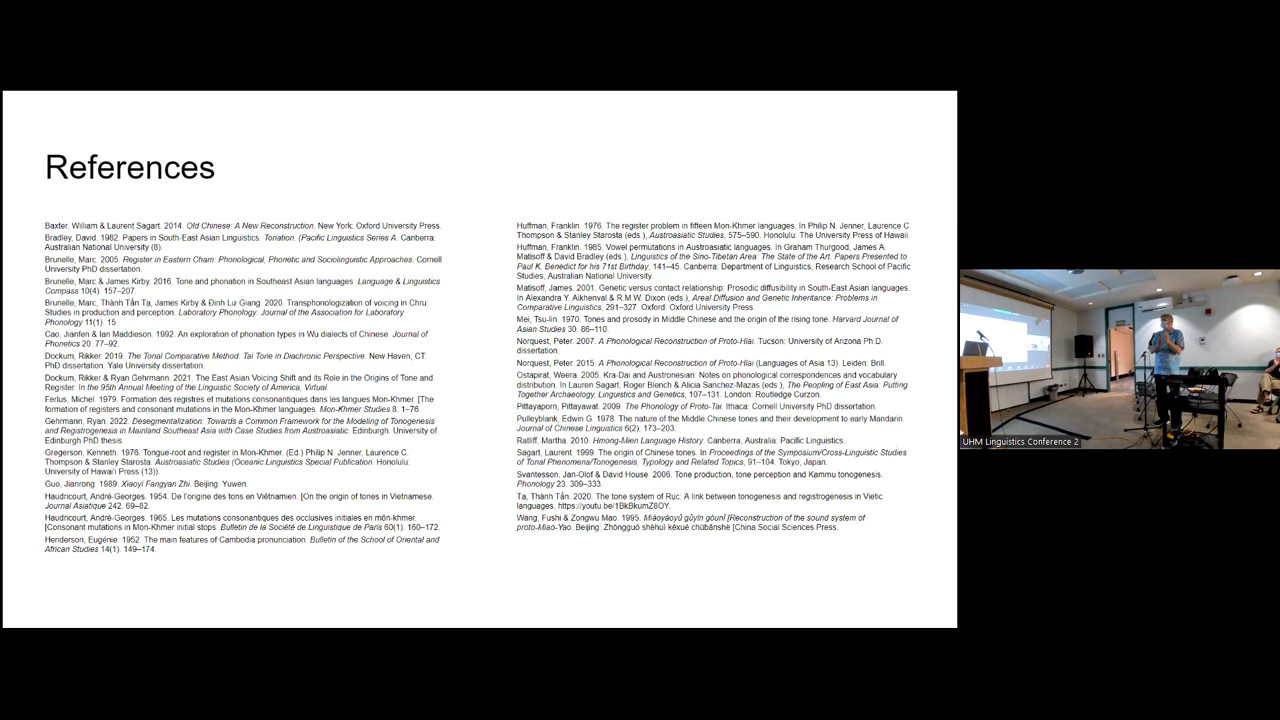 References
Baxter, William & Laurent Sagart. 2014. Old Chinese: A New Reconstruction. New York: Oxford University Press.
Bradley, David. 1982. Papers in South-East Asian Linguistics. Tonation. (Pacific Linguistics Series A. Canberra:
Australian National University (8).
Brunelle, Marc. 2005. Register in Eastern Cham: Phonological, Phonetic and Sociolinguistic Approaches. Cornell
University PhD dissertation.
Brunelle, Marc & James Kirby. 2016. Tone and phonation in Southeast Asian languages. Language & Linguistics
Compass 10(4). 157–207.
Brunelle, Marc, Thành Tấn Tạ, James Kirby & Đinh Lư Giang. 2020. Transphonologization of voicing in Chru:
Studies in production and perception. Laboratory Phonology: Journal of the Association for Laboratory
Phonology 11(1). 15.
Cao, Jianfen & Ian Maddieson. 1992. An exploration of phonation types in Wu dialects of Chinese. Journal of
Phonetics 20. 77–92.
Dockum, Rikker. 2019. The Tonal Comparative Method: Tai Tone in Diachronic Perspective. New Haven, CT:
PhD dissertation. Yale University dissertation.
Dockum, Rikker & Ryan Gehrmann. 2021. The East Asian Voicing Shift and its Role in the Origins of Tone and
Register. In the 95th Annual Meeting of the Linguistic Society of America, Virtual.
Ferlus, Michel. 1979. Formation des registres et mutations consonantiques dans les langues Mon-Khmer. [The
formation of registers and consonant mutations in the Mon-Khmer languages. Mon-Khmer Studies 8. 1–76.
Gehrmann, Ryan. 2022. Desegmentalization: Towards a Common Framework for the Modeling of Tonogenesis
and Registrogenesis in Mainland Southeast Asia with Case Studies from Austroasiatic. Edinburgh: University of
Edinburgh PhD thesis.
Gregerson, Kenneth. 1976. Tongue-root and register in Mon-Khmer. (Ed.) Philip N. Jenner, Laurence C.
Thompson & Stanley Starosta. Austroasiatic Studies (Oceanic Linguistics Special Publication. Honolulu:
University of Hawai'i Press (13)).
Guo, Jianrong. 1989. Xiaoyi Fangyan Zhi. Beijing: Yuwen.
Haudricourt, André-Georges. 1954. De l'origine des tons en Viêtnamien. [On the origin of tones in Vietnamese.
Journal Asiatique 242. 69–82.
Haudricourt, André-Georges. 1965. Les mutations consonantiques des occlusives initiales en môn-khmer.
[Consonant mutations in Mon-Khmer initial stops. Bulletin de la Société de Linguistique de Paris 60(1). 160–172.
Henderson, Eugénie. 1952. The main features of Cambodia pronunciation. Bulletin of the School of Oriental and
African Studies 14(1). 149–174.
Huffman, Franklin. 1976. The register problem in fifteen Mon-Khmer languages. In Philip N. Jenner, Laurence C.
Thompson & Stanley Starosta (eds.), Austroasiatic Studies, 575–590. Honolulu: The University Press of Hawaii.
Huffman, Franklin. 1985. Vowel permutations in Austroasiatic languages. In Graham Thurgood, James A.
Matisoff & David Bradley (eds.), Linguistics of the Sino-Tibetan Area: The State of the Art. Papers Presented to
Paul K. Benedict for his 71st Birthday, 141–45. Canberra: Department of Linguistics, Research School of Pacific
Studies, Australian National University.
Matisoff, James. 2001. Genetic versus contact relationship: Prosodic diffusibility in South-East Asian languages.
In Alexandra Y. Aikhenval & R.M.W. Dixon (eds.), Areal Diffusion and Genetic Inheritance: Problems in
Comparative Linguistics, 291–327. Oxford: Oxford University Press.
Mei, Tsu-lin. 1970. Tones and prosody in Middle Chinese and the origin of the rising tone. Harvard Journal of
Asian Studies 30. 86–110.
Norquest, Peter. 2007. A Phonological Reconstruction of Proto-Hlai. Tucson: University of Arizona Ph.D.
dissertation.
Norquest, Peter. 2015. A Phonological Reconstruction of Proto-Hlai (Languages of Asia 13). Leiden: Brill.
Ostapirat, Weera. 2005. Kra-Dai and Austronesian: Notes on phonological correspondences and vocabulary
distribution. In Lauren Sagart, Roger Blench & Alicia Sanchez-Mazas (eds.), The Peopling of East Asia: Putting
Together Archaeology, Linguistics and Genetics, 107–131. London: Routledge Curzon.
Pittayaporn, Pittayawat. 2009. The Phonology of Proto-Tai. Ithaca: Cornell University PhD dissertation.
Pulleyblank, Edwin G. 1978. The nature of the Middle Chinese tones and their development to early Mandarin.
Journal of Chinese Linguistics 6(2). 173–203.
Ratliff, Martha. 2010. Hmong-Mien Language History. Canberra, Australia: Pacific Linguistics.
Sagart, Laurent. 1999. The origin of Chinese tones. In Proceedings of the Symposium/Cross-Linguistic Studies
of Tonal Phenomena/Tonogenesis. Typology and Related Topics, 91–104. Tokyo, Japan.
Svantesson, Jan-Olof & David House. 2006. Tone production, tone perception and Kammu tonogenesis.
Phonology 23. 309–333.
Ta, Thành Tấn. 2020. The tone system of Rục: A link between tonogenesis and registrogenesis in Vietic
languages. https://youtu.be/1BkBkumZ8OY.
Wang, Fushi & Zongwu Mao. 1995. Miáoyáoyǔ gǔyīn gòunǐ [Reconstruction of the sound system of
proto-Miao-Yao. Beijing: Zhōngguó shèhuì kēxué chūbǎnshè [China Social Sciences Press.
UHM Linguistics Conference 2